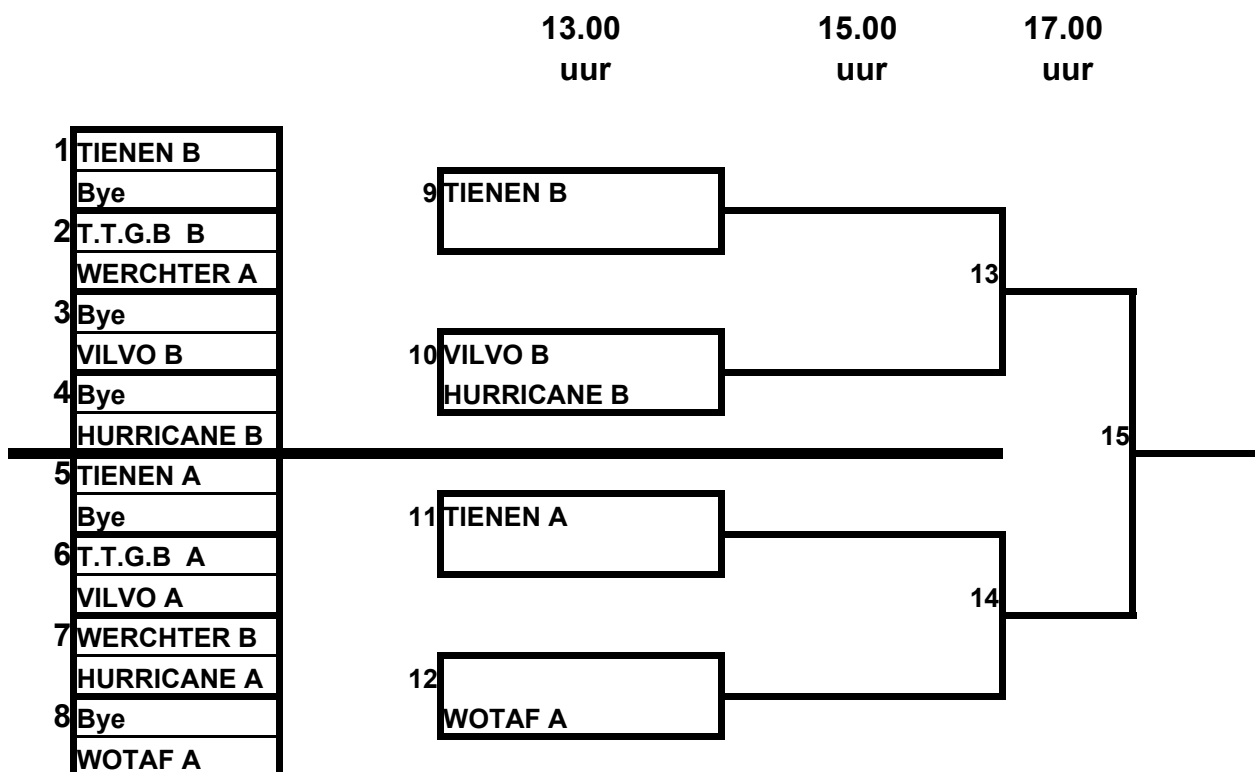 13.00 15.00 17.00
uur uur uur
1 TIENEN B
Bye 9 TIENEN B
2 T.T.G.B B
WERCHTER A 13
3 Bye
VILVO B 10 VILVO B
4 Bye HURRICANE B
HURRICANE B 15
5 TIENEN A
Bye 11 TIENEN A
6 T.T.G.B A
VILVO A 14
7 WERCHTER B
HURRICANE A 12
8 Bye WOTAF A
WOTAF A